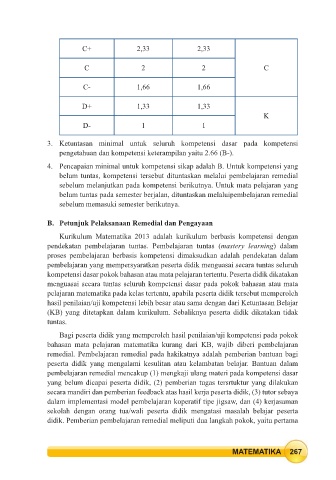 C+ 2,33 2,33
C 2 2 C
C- 1,66 1,66
D+ 1,33 1,33
K
D- 1 1
3. Ketuntasan minimal untuk seluruh kompetensi dasar pada kompetensi
pengetahuan dan kompetensi keterampilan yaitu 2.66 (B-).
4. Pencapaian minimal untuk kompetensi sikap adalah B. Untuk kompetensi yang
belum tuntas, kompetensi tersebut dituntaskan melalui pembelajaran remedial
sebelum melanjutkan pada kompetensi berikutnya. Untuk mata pelajaran yang
belum tuntas pada semester berjalan, dituntaskan melaluipembelajaran remedial
sebelum memasuki semester berikutnya.
B. Petunjuk Pelaksanaan Remedial dan Pengayaan
Kurikulum Matematika 2013 adalah kurikulum berbasis kompetensi dengan
pendekatan pembelajaran tuntas. Pembelajaran tuntas (mastery learning) dalam
proses pembelajaran berbasis kompetensi dimaksudkan adalah pendekatan dalam
pembelajaran yang mempersyaratkan peserta didik menguasai secara tuntas seluruh
kompetensi dasar pokok bahasan atau mata pelajaran tertentu. Peserta didik dikatakan
menguasai secara tuntas seluruh kompetensi dasar pada pokok bahasan atau mata
pelajaran matematika pada kelas tertentu, apabila peserta didik tersebut memperoleh
hasil penilaian/uji kompetensi lebih besar atau sama dengan dari Ketuntasan Belajar
(KB) yang ditetapkan dalam kurikulum. Sebaliknya peserta didik dikatakan tidak
tuntas.
Bagi peserta didik yang memperoleh hasil penilaian/uji kompetensi pada pokok
bahasan mata pelajaran matematika kurang dari KB, wajib diberi pembelajaran
remedial. Pembelajaran remedial pada hakikatnya adalah pemberian bantuan bagi
peserta didik yang mengalami kesulitan atau kelambatan belajar. Bantuan dalam
pembelajaran remedial mencakup (1) mengkaji ulang materi pada kompetensi dasar
yang belum dicapai peserta didik, (2) pemberian tugas terstruktur yang dilakukan
secara mandiri dan pemberian feedback atas hasil kerja peserta didik, (3) tutor sebaya
dalam implementasi model pembelajaran koperatif tipe jigsaw, dan (4) kerjasaman
sekolah dengan orang tua/wali peserta didik mengatasi masalah belajar peserta
didik. Pemberian pembelajaran remedial meliputi dua langkah pokok, yaitu pertama
MATEMATIKA 267